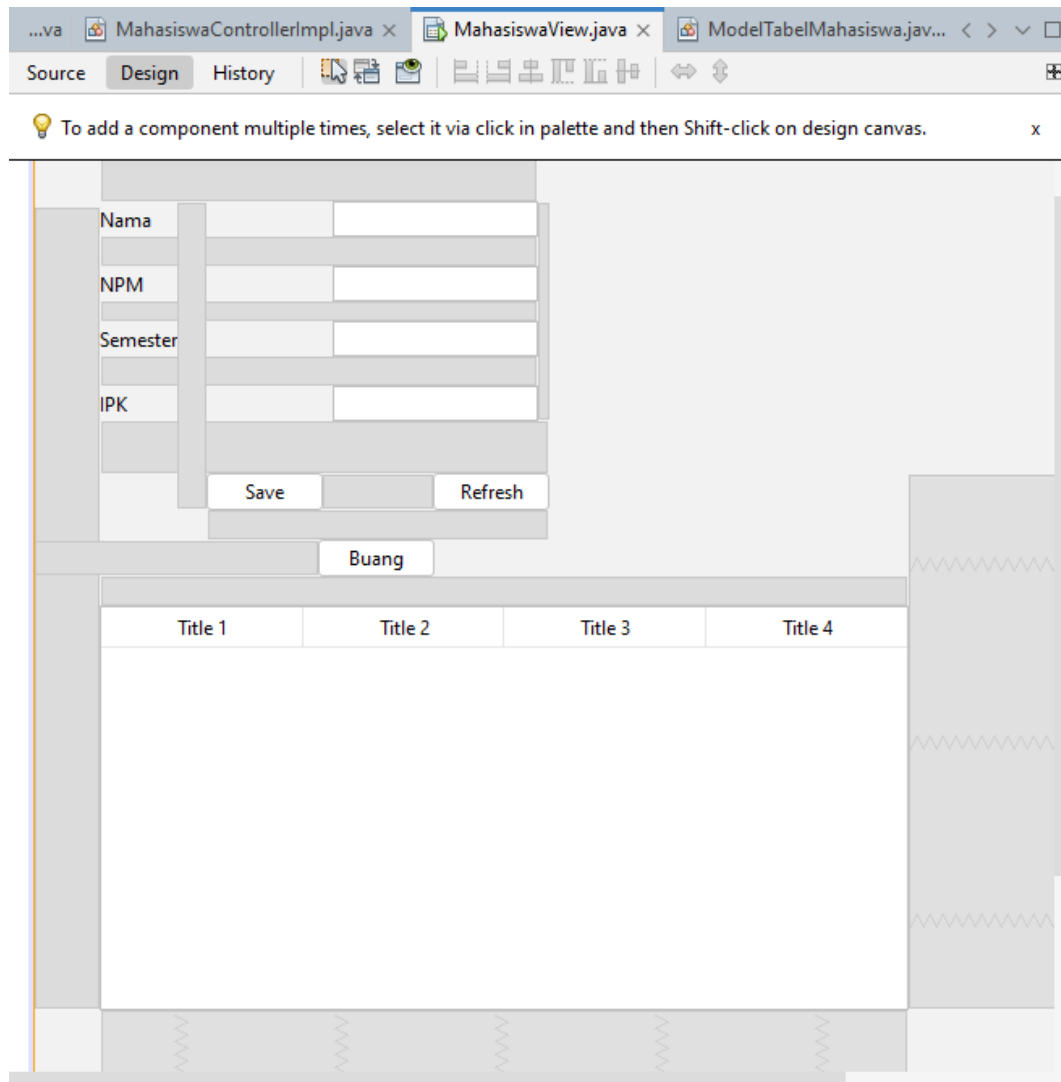 ...va MahasiswaControllerImpl.java × MahasiswaView.java × ModelTabelMahasiswa.jav...
Source Design History
To add a component multiple times, select it via click in palette and then Shift-click on design canvas. x
Nama
NPM
Semester
IPK
Save Refresh
Buang
Title 1 Title 2 Title 3 Title 4